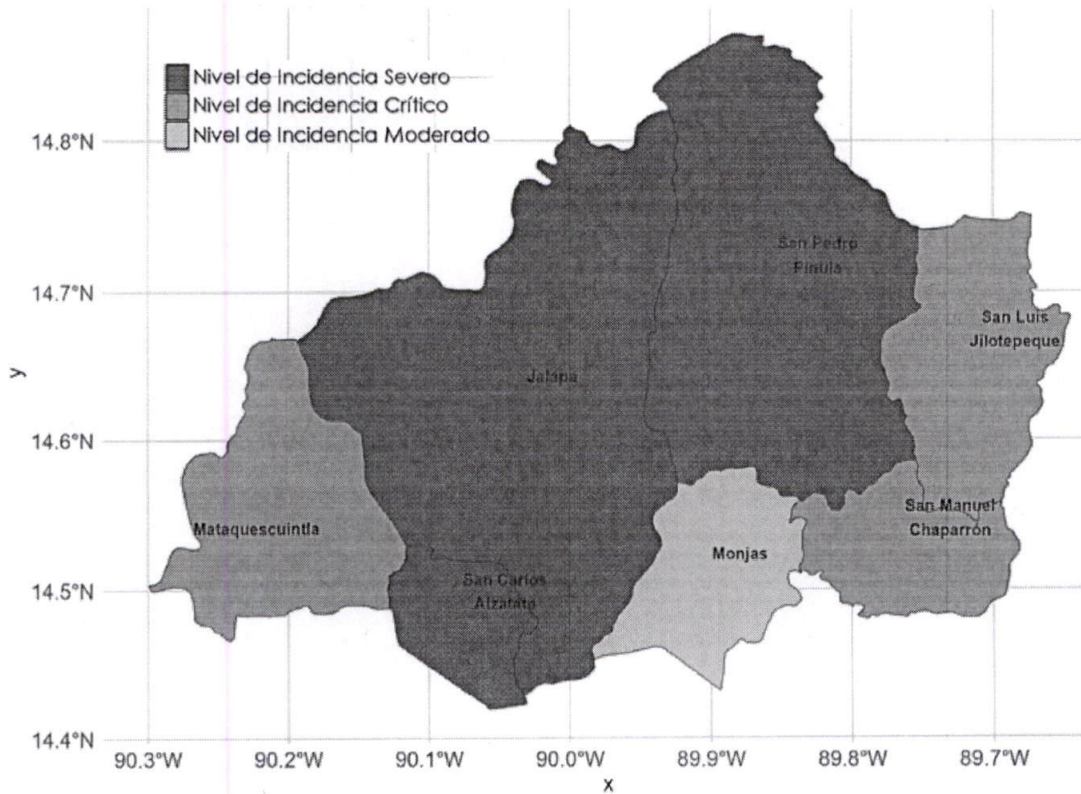 Nivel de Incidencia Severo
Nivel de Incidencia Crítico
Nivel de Incidencia Moderado
14.8°N
14.7°N
14.6°N
14.5°N
14.4°N
y
San Pedro
Pinula
San Luis
Jilotepeque
Jalapa
Mataquescuintla
San Manuel
Chaparrón
Monjas
San Carlos
Alzatate
90.3°W
90.2°W
90.1°W
90.0°W
89.9°W
89.8°W
89.7°W
x